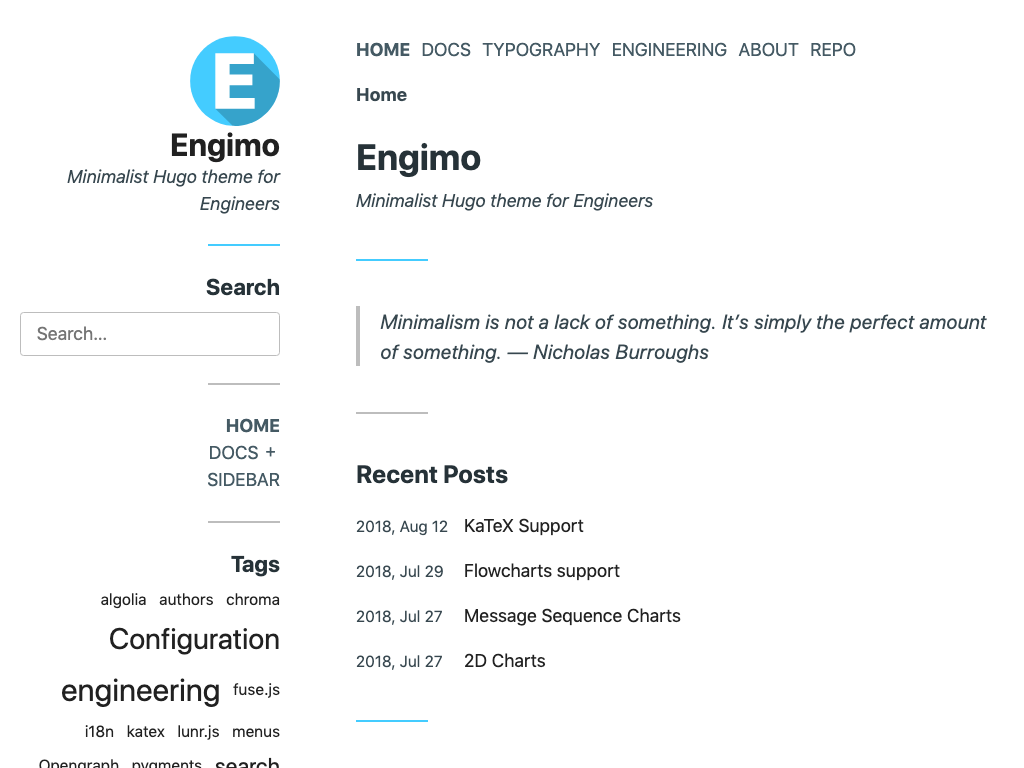 E
Engimo
Minimalist Hugo theme for
Engineers
Search
Search...
HOME
DOCS +
SIDEBAR
Tags
algolia authors chroma
Configuration
engineering fuse.js
i18n katex lunr.js menus
Opengraph pygments search
HOME DOCS TYPOGRAPHY ENGINEERING ABOUT REPO
Home
Engimo
Minimalist Hugo theme for Engineers
Minimalism is not a lack of something. It’s simply the perfect amount
of something. — Nicholas Burroughs
Recent Posts
2018, Aug 12 KaTeX Support
2018, Jul 29 Flowcharts support
2018, Jul 27 Message Sequence Charts
2018, Jul 27 2D Charts